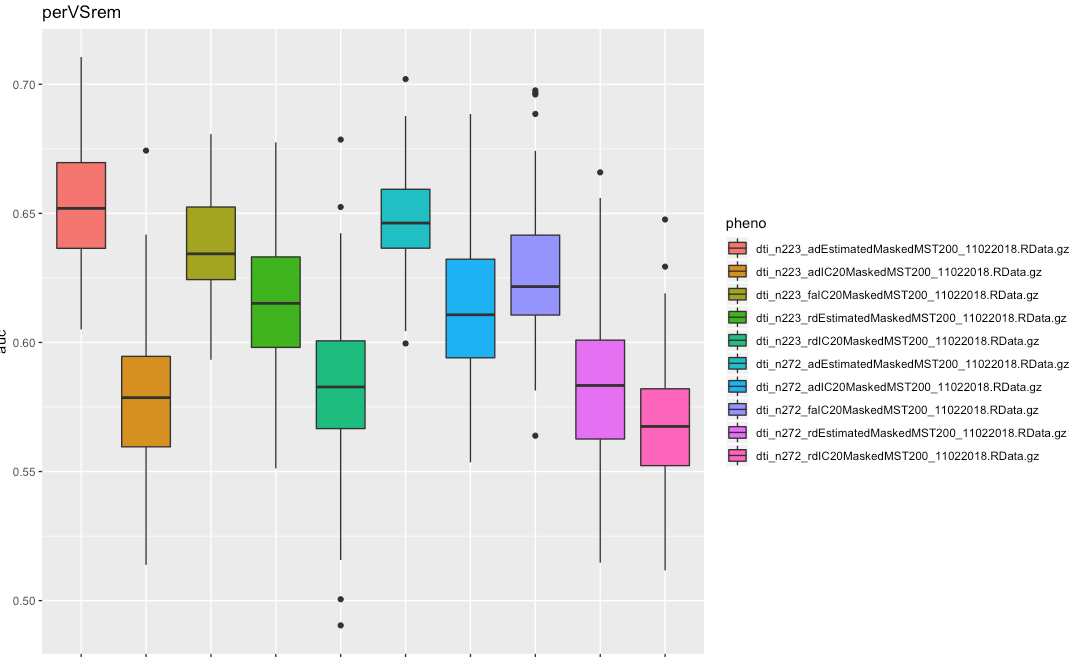 perVSrem
0.70
0.65
0.60
0.55
0.50
auc
pheno
dti_n223_adEstimatedMaskedMST200_11022018.RData.gz
dti_n223_adIC20MaskedMST200_11022018.RData.gz
dti_n223_faIC20MaskedMST200_11022018.RData.gz
dti_n223_rdEstimatedMaskedMST200_11022018.RData.gz
dti_n223_rdIC20MaskedMST200_11022018.RData.gz
dti_n272_adEstimatedMaskedMST200_11022018.RData.gz
dti_n272_adIC20MaskedMST200_11022018.RData.gz
dti_n272_faIC20MaskedMST200_11022018.RData.gz
dti_n272_rdEstimatedMaskedMST200_11022018.RData.gz
dti_n272_rdIC20MaskedMST200_11022018.RData.gz